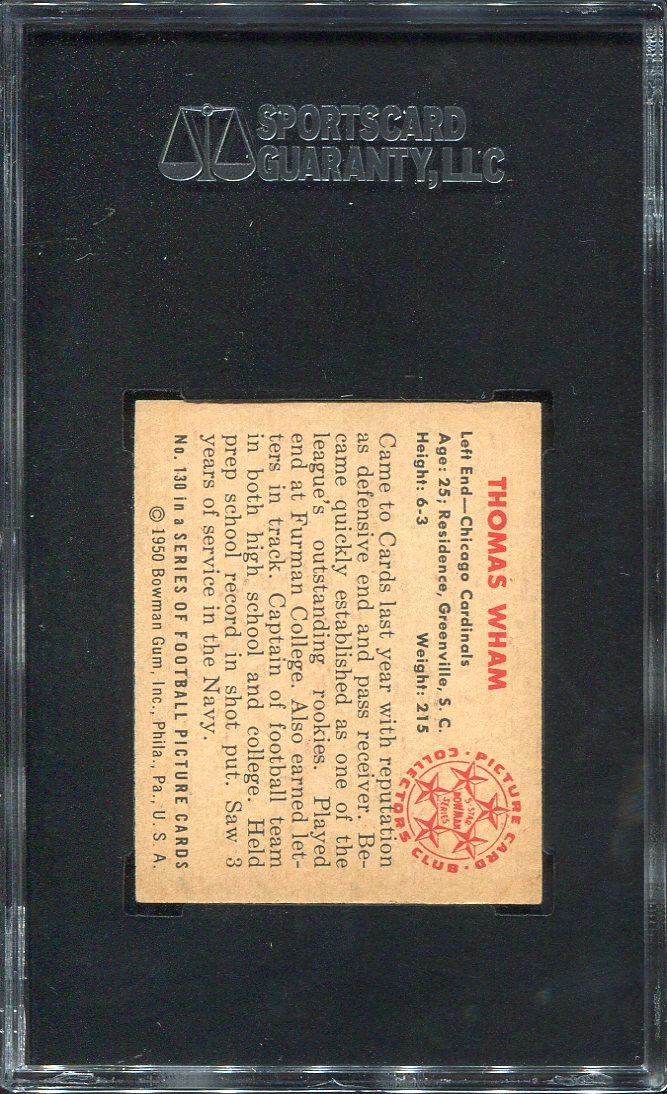 SPORTSCARD
GUARANTY, LLC
THOMAS WHAM
Left End—Chicago Cardinals
Age: 25; Residence, Greenville, S. C.
Height: 6-3 Weight: 215
PICTURE CARD
COLLECTORS CLUB
5-STAR
BOWMAN
SERIES
Came to Cards last year with reputation
as defensive end and pass receiver. Be-
came quickly established as one of the
league's outstanding rookies. Played
end at Furman College. Also earned let-
ters in track. Captain of football team
in both high school and college. Held
prep school record in shot put. Saw 3
years of service in the Navy.
No. 130 in a SERIES OF FOOTBALL PICTURE CARDS
© 1950 Bowman Gum, Inc., Phila., Pa., U. S. A.